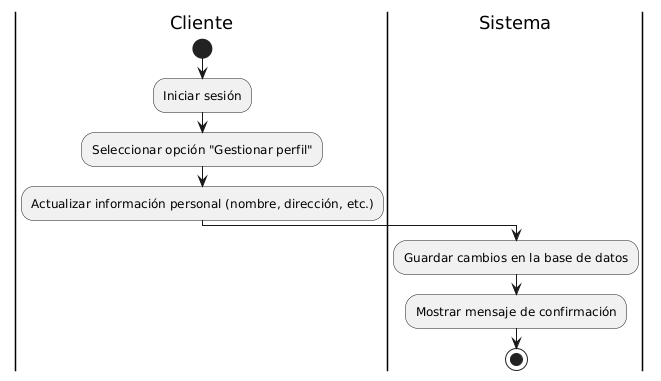 Cliente
Sistema
Iniciar sesión
Seleccionar opción "Gestionar perfil"
Actualizar información personal (nombre, dirección, etc.)
Guardar cambios en la base de datos
Mostrar mensaje de confirmación